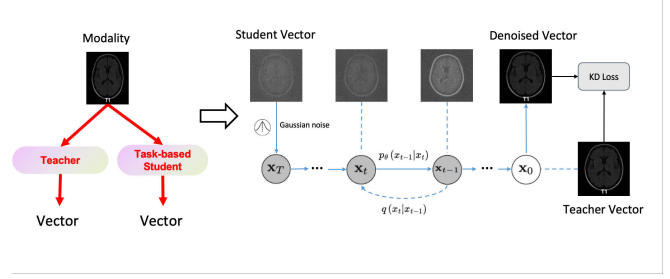 Modality
T1
Teacher
Task-based
Student
Vector
Vector
Student Vector
Gaussian noise
x_T
...
x_t
p_θ (x_{t-1}|x_t)
x_{t-1}
q (x_t|x_{t-1})
...
x_0
Denoised Vector
T1
KD Loss
T1
Teacher Vector